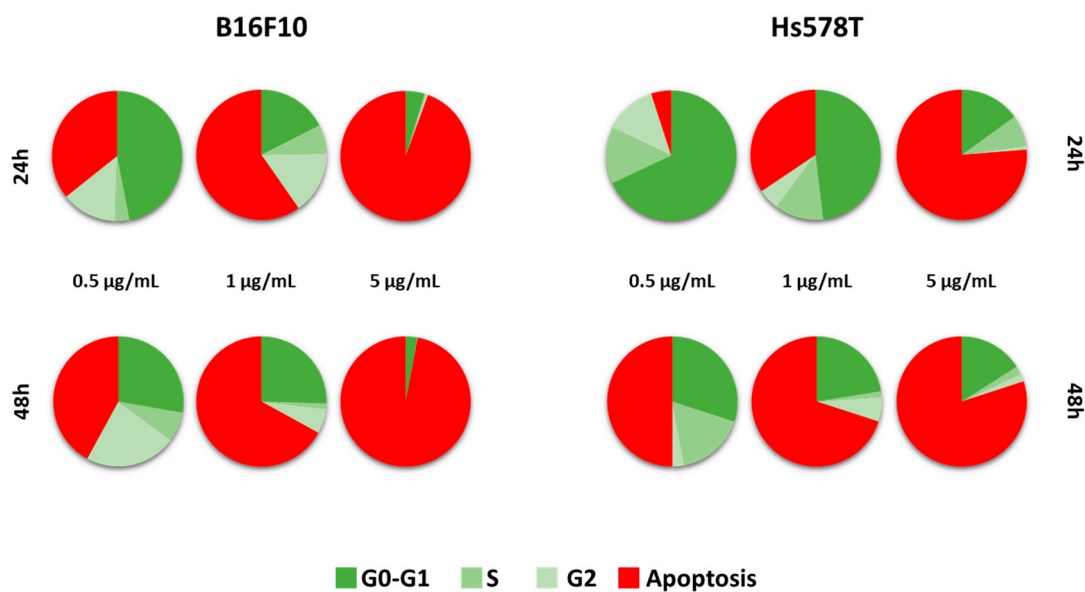 B16F10
Hs578T
24h
24h
0.5 µg/mL
1 µg/mL
5 µg/mL
0.5 µg/mL
1 µg/mL
5 µg/mL
48h
48h
G0-G1
S
G2
Apoptosis